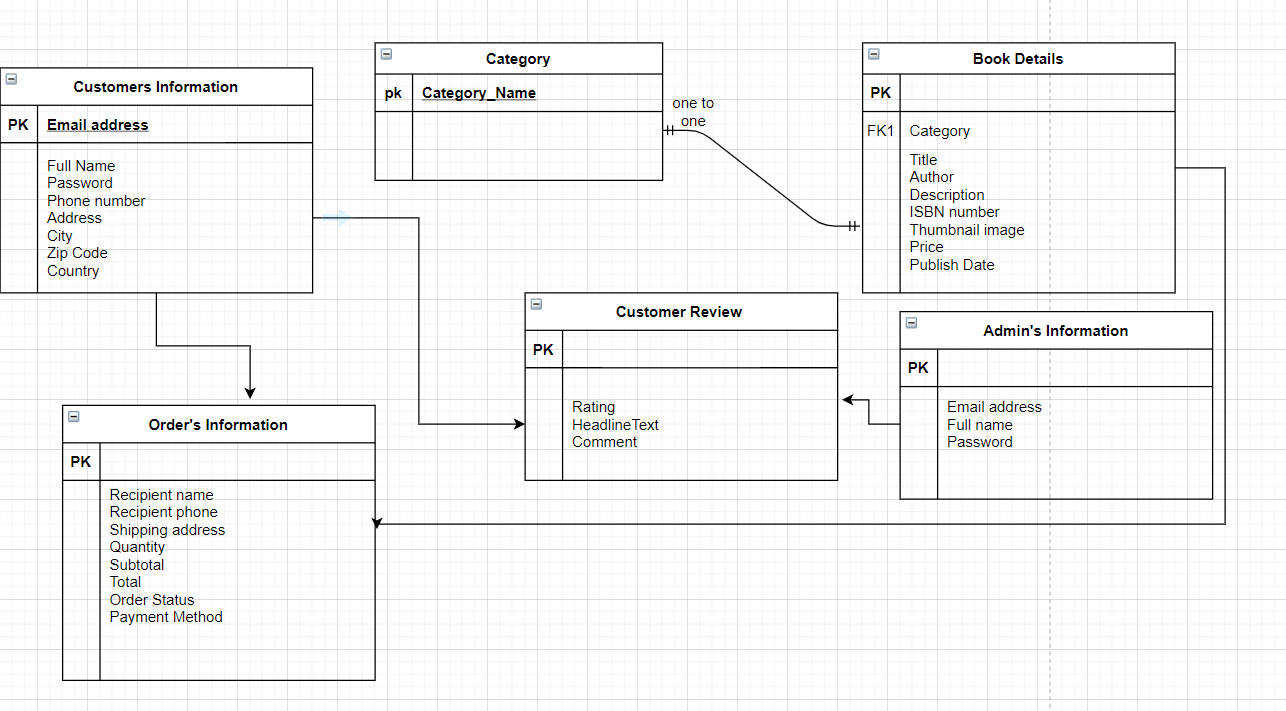 Customers Information
PK Email address
Full Name
Password
Phone number
Address
City
Zip Code
Country
Category
pk Category_Name
one to
one
Book Details
PK
FK1 Category
Title
Author
Description
ISBN number
Thumbnail image
Price
Publish Date
Customer Review
PK
Rating
HeadlineText
Comment
Admin's Information
PK
Email address
Full name
Password
Order's Information
PK
Recipient name
Recipient phone
Shipping address
Quantity
Subtotal
Total
Order Status
Payment Method